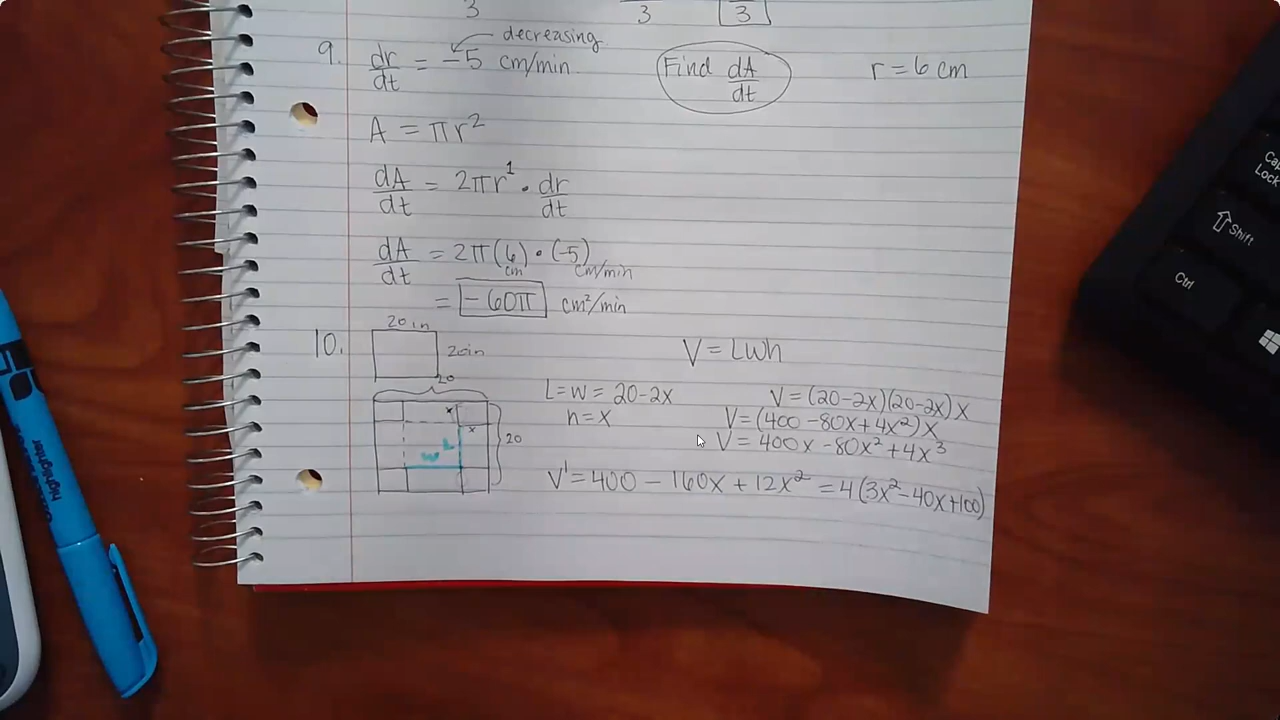 3 3 3
9. dr/dt = -5 cm/min decreasing Find dA/dt r = 6 cm
A = πr²
dA/dt = 2πr¹ · dr/dt
dA/dt = 2π(6) · (-5)
cm cm/min
= -60π cm²/min
10. 20in
20in
V = LWh
20
L = W = 20-2x
h = x
V = (20-2x)(20-2x)x
V = (400 -80x+4x²)x
V = 400x -80x² +4x³
x
x
20
W L
V' = 400 - 160x + 12x² = 4(3x²-40x+100)
highlighter
Caps Lock
Shift
Ctrl